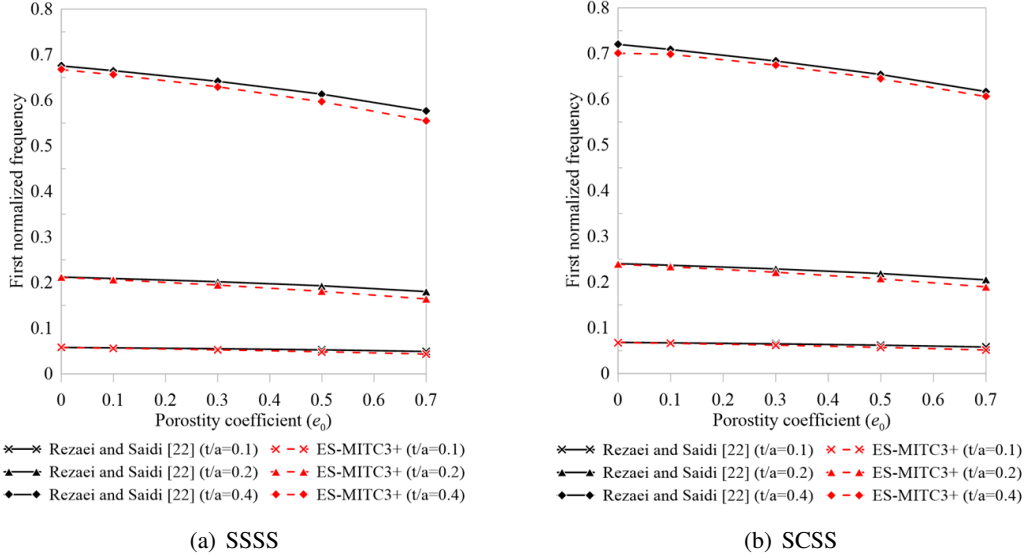 0.8
0.7
0.6
0.5
0.4
0.3
0.2
0.1
0
First normalized frequency
0 0.1 0.2 0.3 0.4 0.5 0.6 0.7
Porostity coefficient (e0)
Rezaei and Saidi [22] (t/a=0.1) ES-MITC3+ (t/a=0.1)
Rezaei and Saidi [22] (t/a=0.2) ES-MITC3+ (t/a=0.2)
Rezaei and Saidi [22] (t/a=0.4) ES-MITC3+ (t/a=0.4)
(a) SSSS
0.8
0.7
0.6
0.5
0.4
0.3
0.2
0.1
0
First normalized frequency
0 0.1 0.2 0.3 0.4 0.5 0.6 0.7
Porostity coefficient (e0)
Rezaei and Saidi [22] (t/a=0.1) ES-MITC3+ (t/a=0.1)
Rezaei and Saidi [22] (t/a=0.2) ES-MITC3+ (t/a=0.2)
Rezaei and Saidi [22] (t/a=0.4) ES-MITC3+ (t/a=0.4)
(b) SCSS